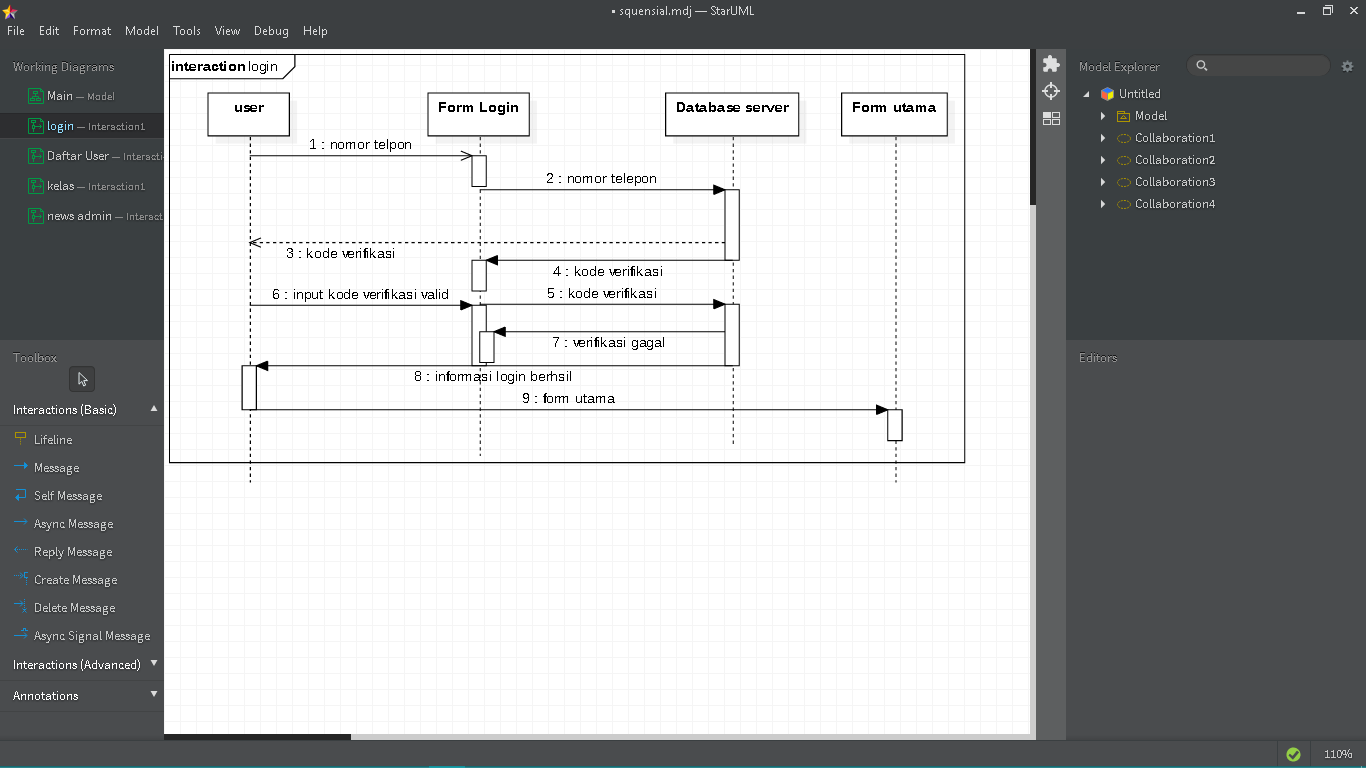 • squensial.mdj — StarUML
File Edit Format Model Tools View Debug Help
Working Diagrams
Main — Model
login — Interaction1
Daftar User — Interacti
kelas — Interaction1
news admin — Interact
Toolbox
Interactions (Basic)
Lifeline
Message
Self Message
Async Message
Reply Message
Create Message
Delete Message
Async Signal Message
Interactions (Advanced)
Annotations
interaction login
user
Form Login
Database server
Form utama
1 : nomor telpon
2 : nomor telepon
3 : kode verifikasi
4 : kode verifikasi
6 : input kode verifikasi valid
5 : kode verifikasi
7 : verifikasi gagal
8 : informasi login berhsil
9 : form utama
Model Explorer
Untitled
Model
Collaboration1
Collaboration2
Collaboration3
Collaboration4
Editors
110%